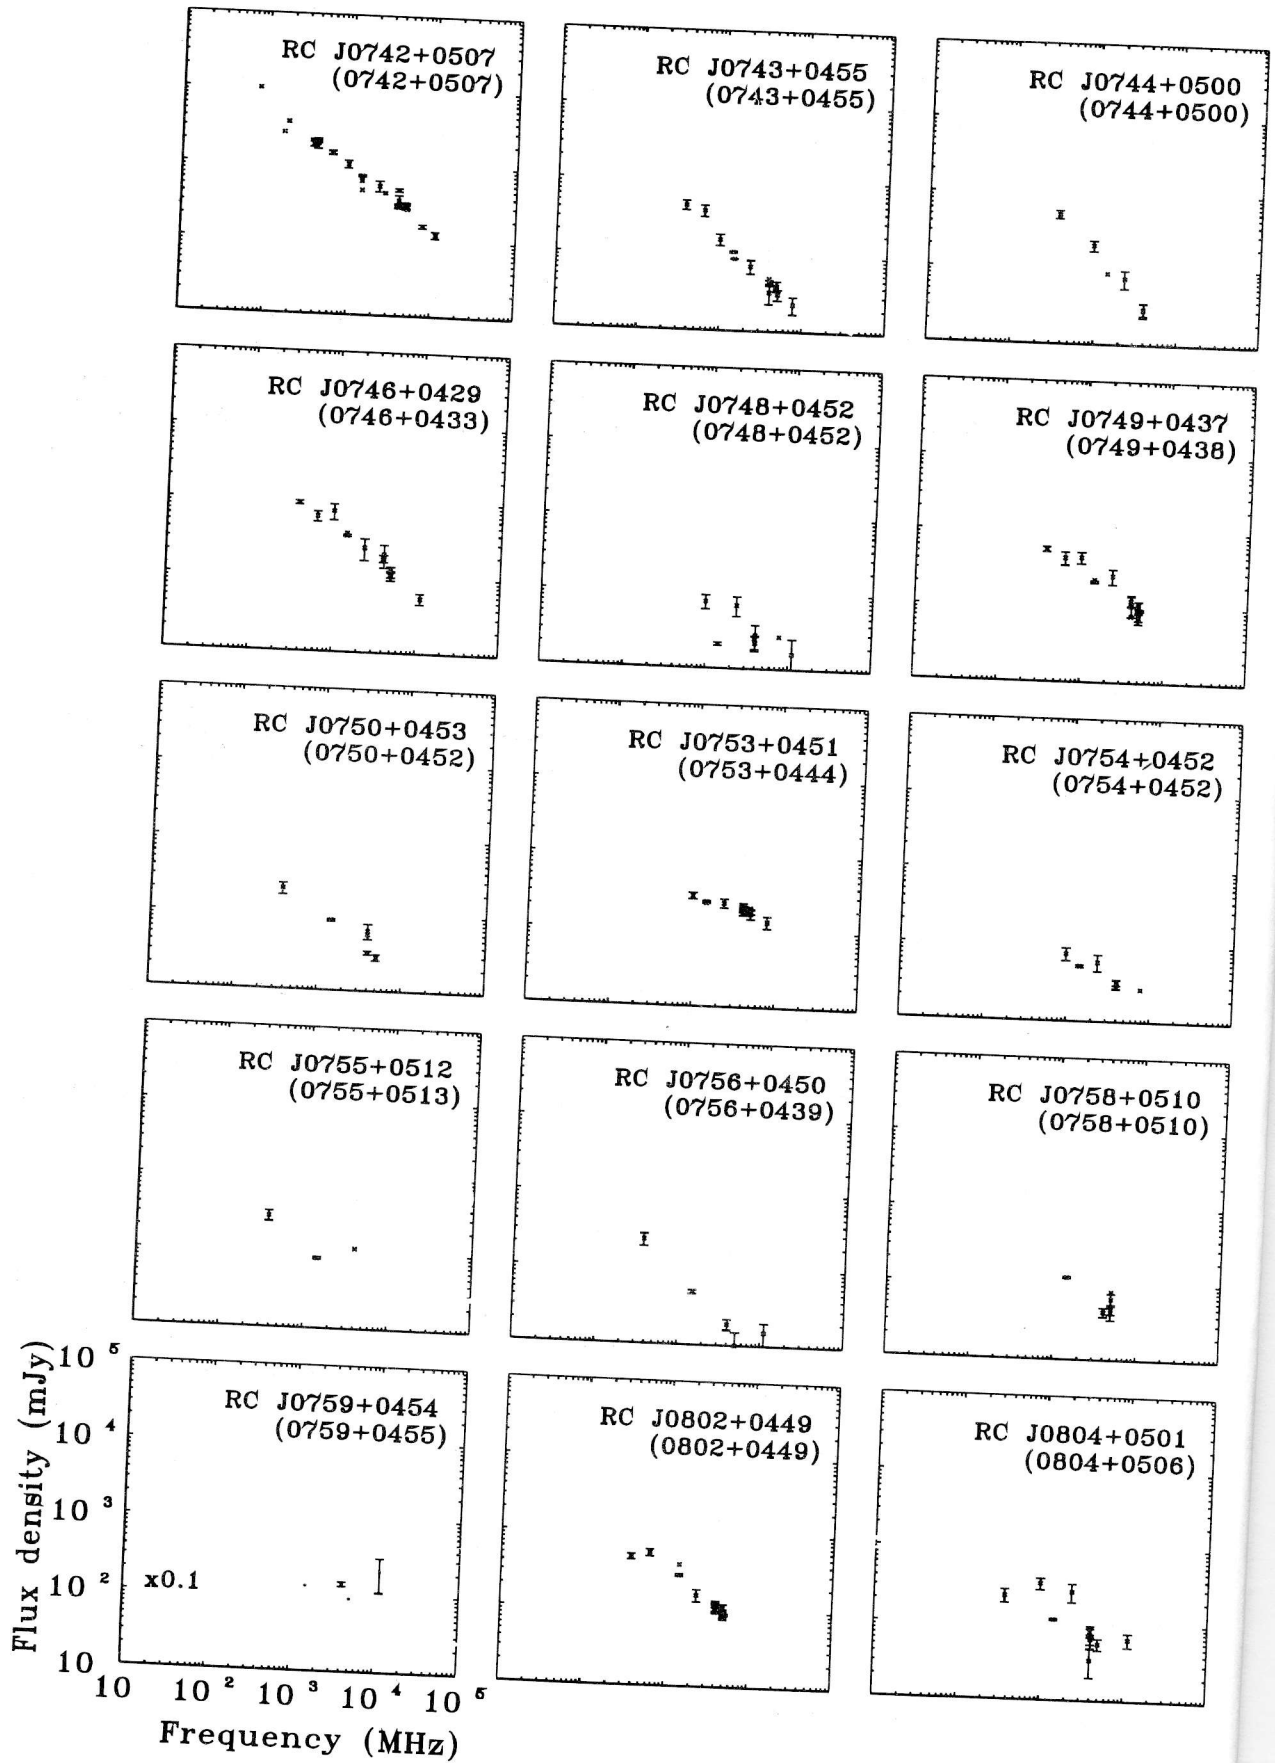 RC J0742+0507
(0742+0507)
RC J0743+0455
(0743+0455)
RC J0744+0500
(0744+0500)
RC J0746+0429
(0746+0433)
RC J0748+0452
(0748+0452)
RC J0749+0437
(0749+0438)
RC J0750+0453
(0750+0452)
RC J0753+0451
(0753+0444)
RC J0754+0452
(0754+0452)
RC J0755+0512
(0755+0513)
RC J0756+0450
(0756+0439)
RC J0758+0510
(0758+0510)
RC J0759+0454
(0759+0455)
RC J0802+0449
(0802+0449)
RC J0804+0501
(0804+0506)
x0.1
Flux density (mJy)
10 ⁵
10 ⁴
10 ³
10 ²
10
10 10 ² 10 ³ 10 ⁴ 10 ⁵
Frequency (MHz)